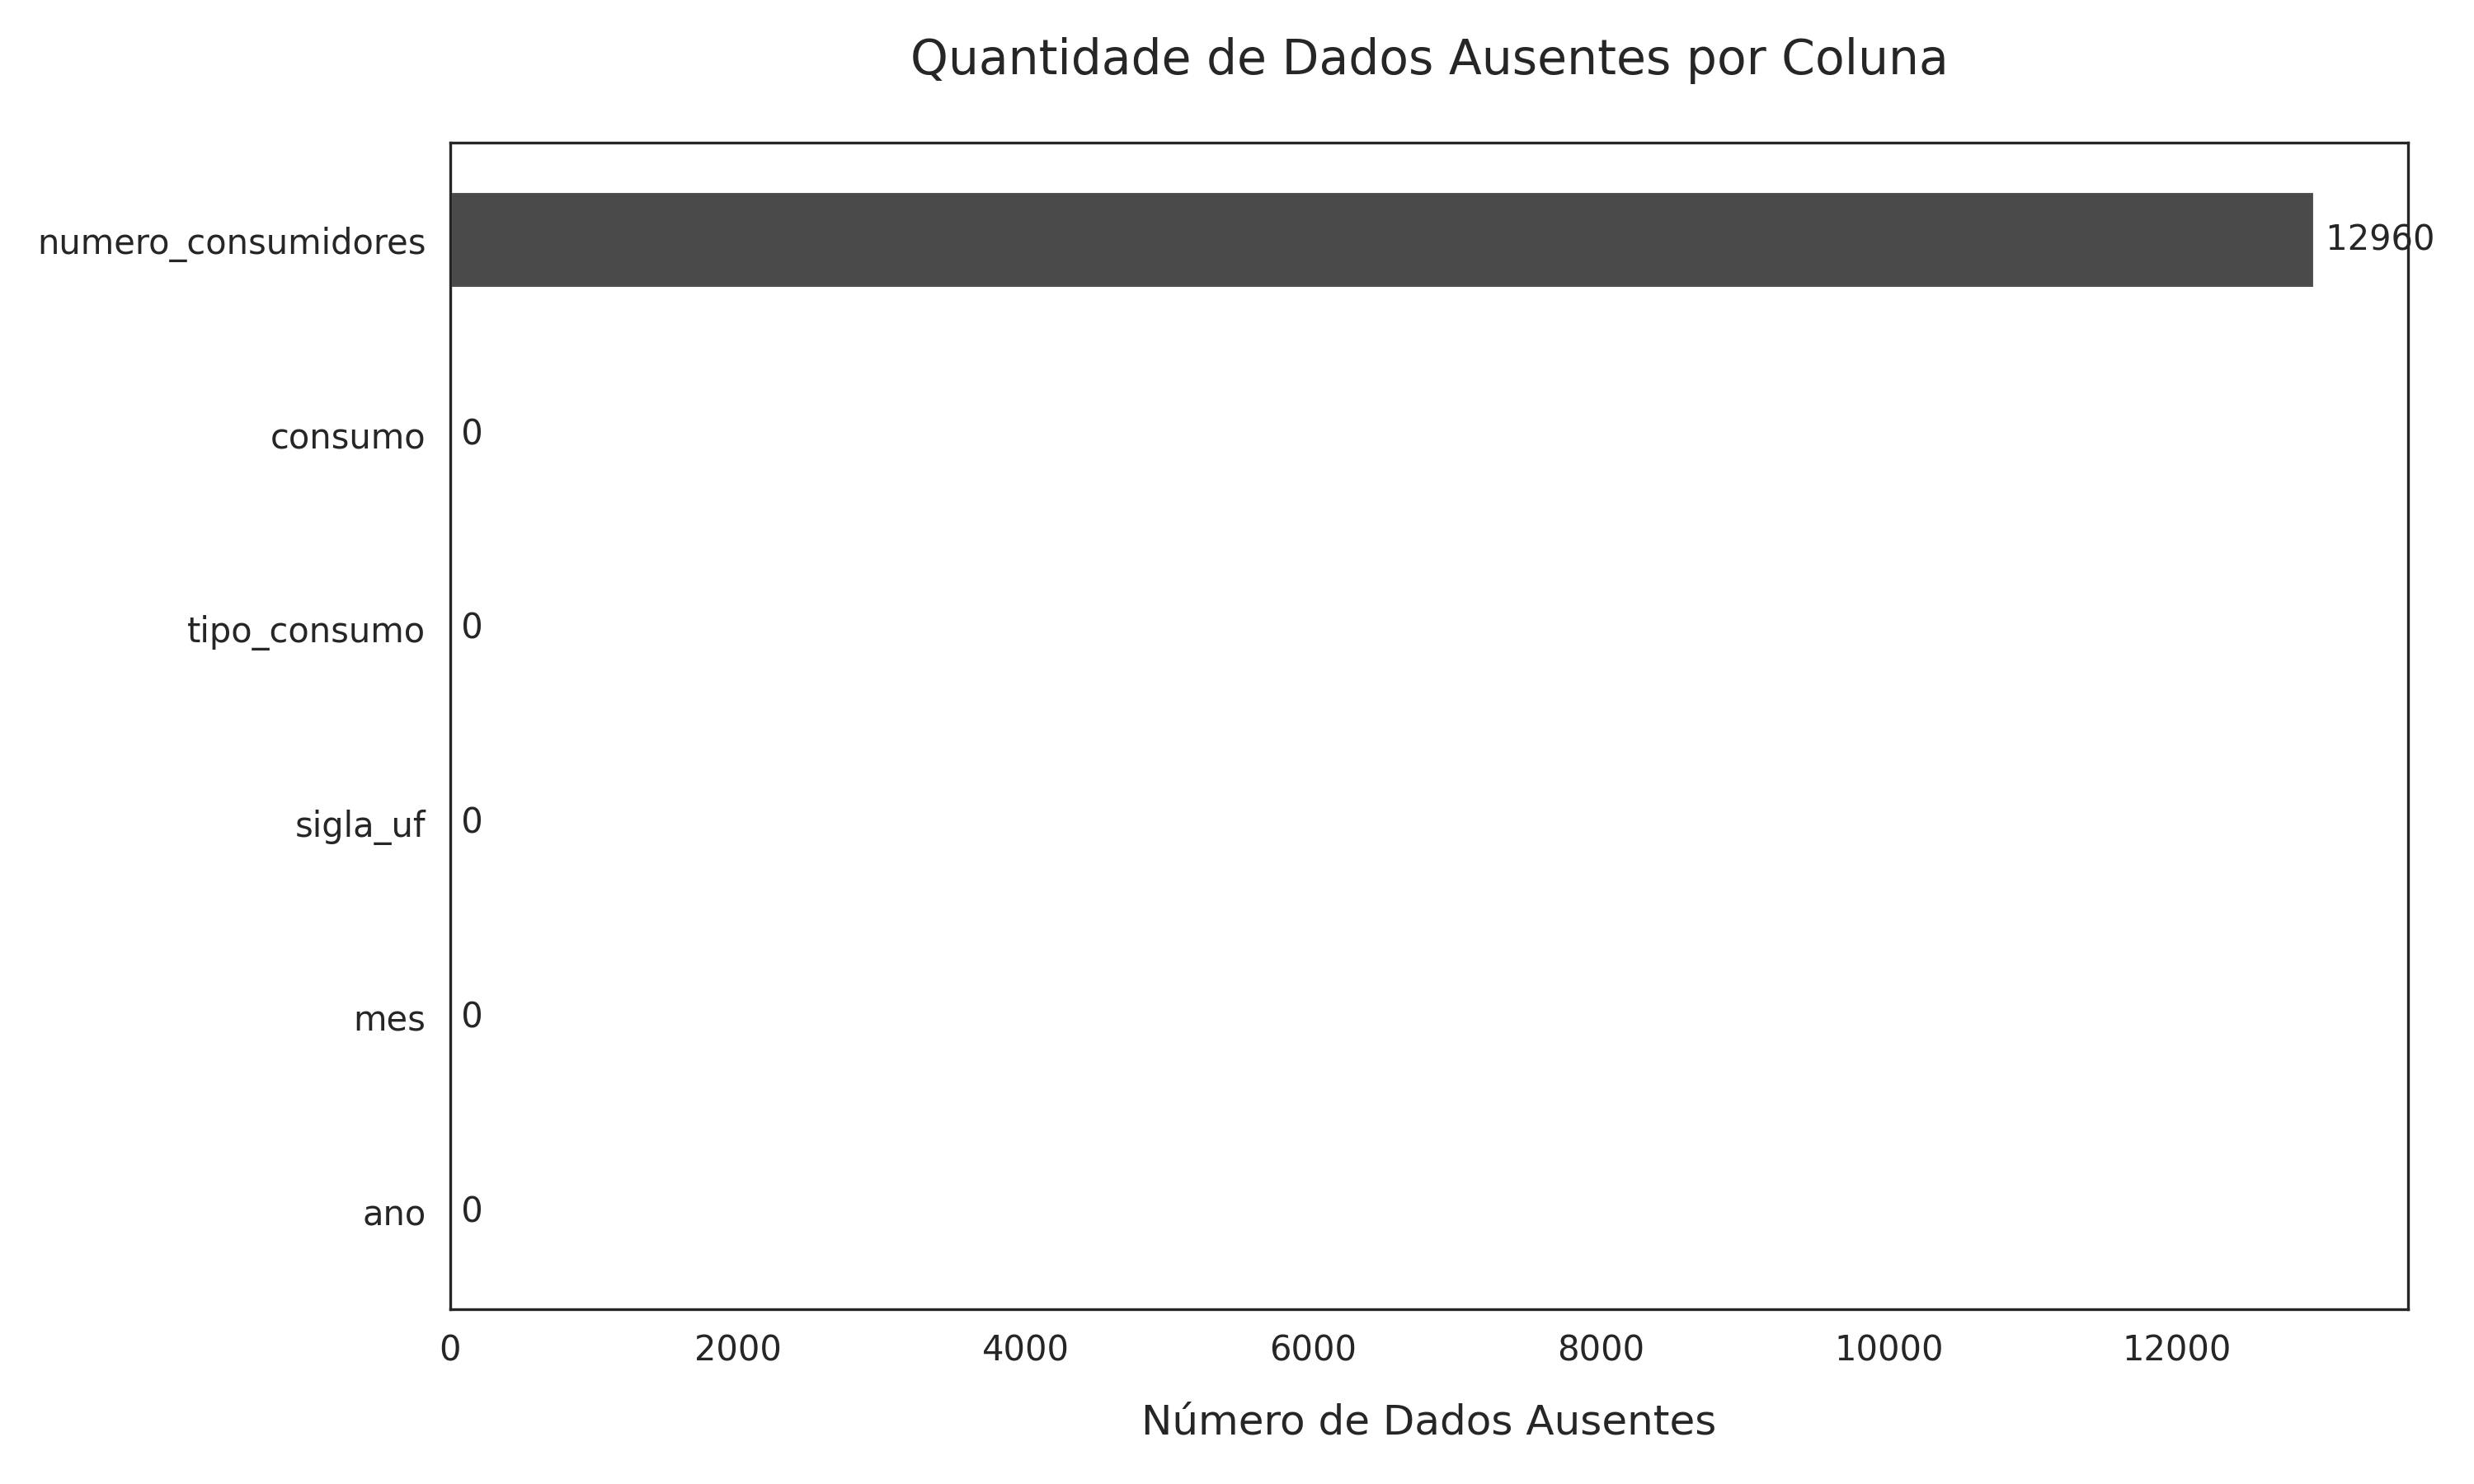 Quantidade de Dados Ausentes por Coluna
numero_consumidores 12960
consumo 0
tipo_consumo 0
sigla_uf 0
mes 0
ano 0
0 2000 4000 6000 8000 10000 12000
Número de Dados Ausentes